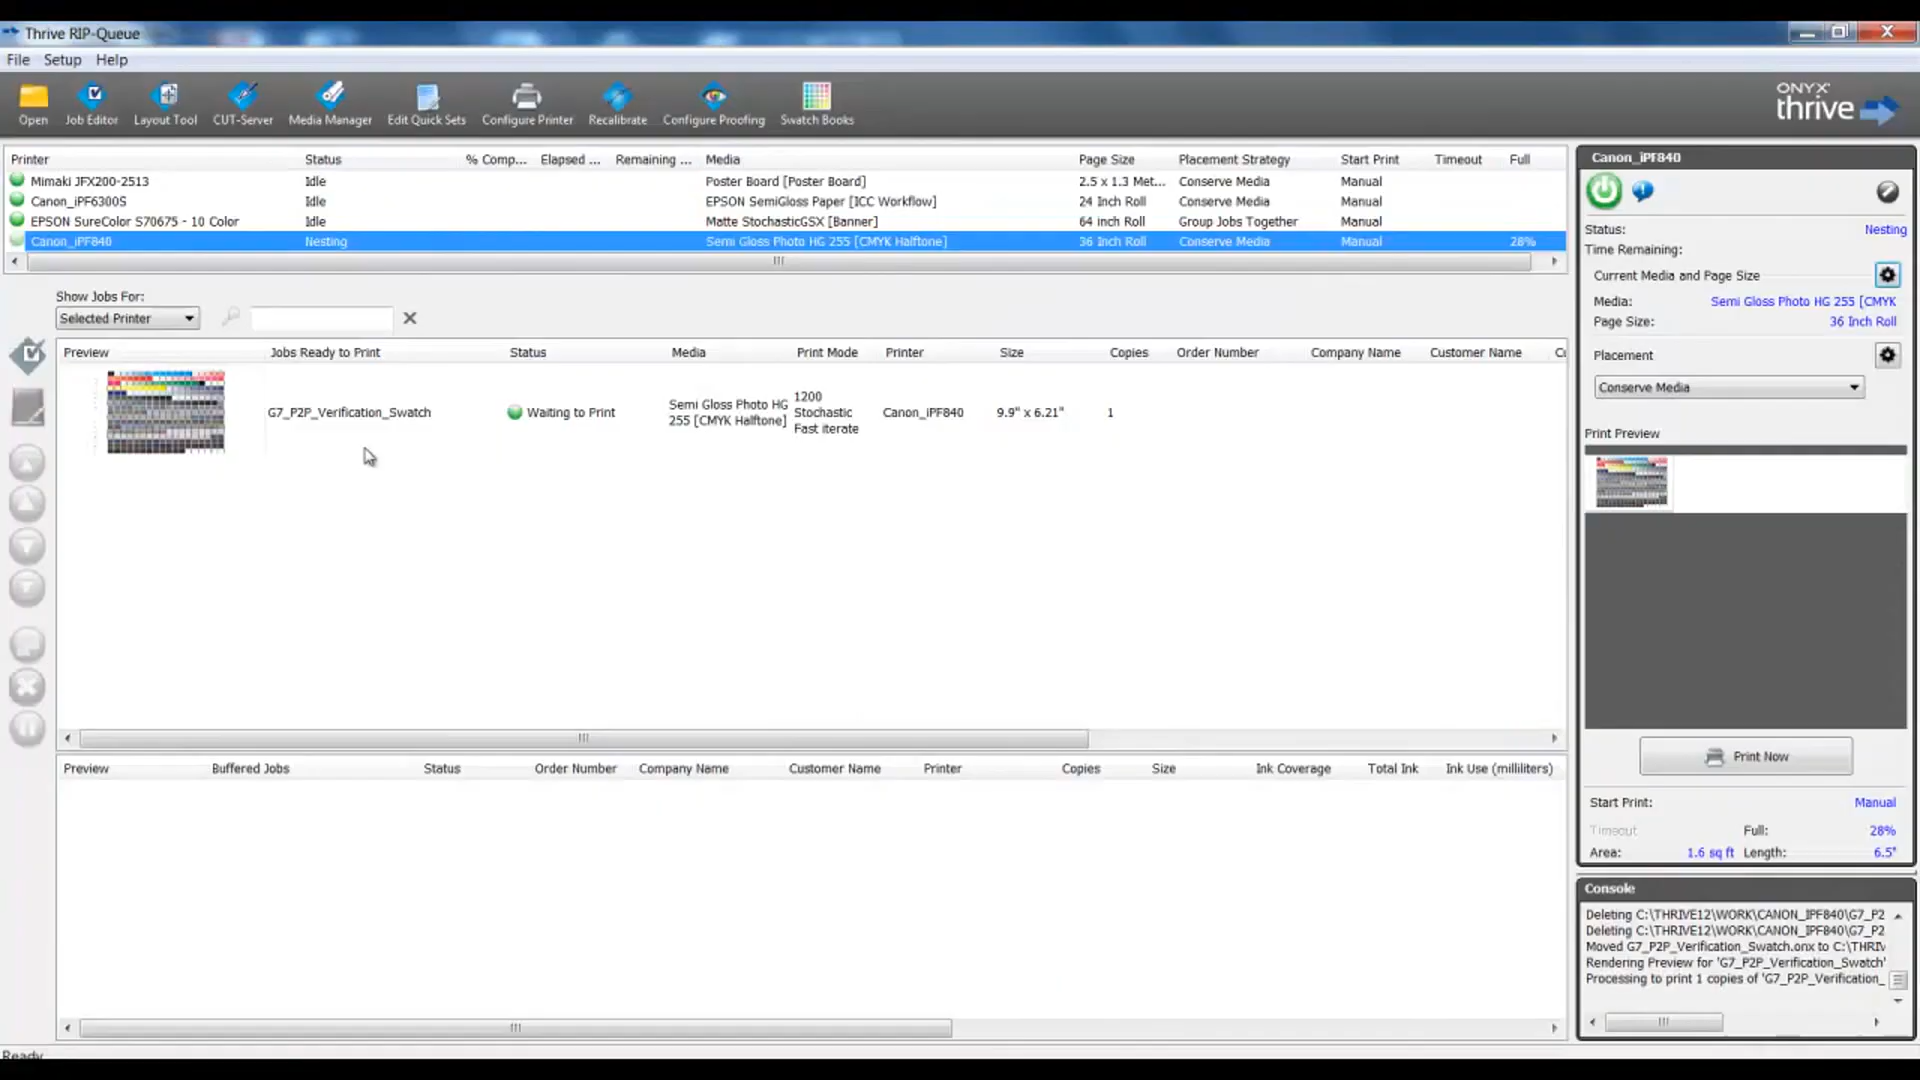 Thrive RIP-Queue
File Setup Help
Open Job Editor Layout Tool CUT-Server Media Manager Edit Quick Sets Configure Printer Recalibrate Configure Proofing Swatch Books
ONYX
thrive
Printer Status % Comp... Elapsed ... Remaining ... Media Page Size Placement Strategy Start Print Timeout Full
Mimaki JFX200-2513 Idle Poster Board [Poster Board] 2.5 x 1.3 Met... Conserve Media Manual
Canon_iPF6300S Idle EPSON SemiGloss Paper [ICC Workflow] 24 Inch Roll Conserve Media Manual
EPSON SureColor S70675 - 10 Color Idle Matte StochasticGSX [Banner] 64 inch Roll Group Jobs Together Manual
Canon_iPF840 Nesting Semi Gloss Photo HG 255 [CMYK Halftone] 36 Inch Roll Conserve Media Manual 28%
Show Jobs For:
Selected Printer
Preview Jobs Ready to Print Status Media Print Mode Printer Size Copies Order Number Company Name Customer Name
G7_P2P_Verification_Swatch Waiting to Print Semi Gloss Photo HG 255 [CMYK Halftone] 1200 Stochastic Fast iterate Canon_iPF840 9.9" x 6.21" 1
Preview Buffered Jobs Status Order Number Company Name Customer Name Printer Copies Size Ink Coverage Total Ink Ink Use (milliliters)
Canon_iPF840
Status: Nesting
Time Remaining:
Current Media and Page Size
Media: Semi Gloss Photo HG 255 [CMYK
Page Size: 36 Inch Roll
Placement
Conserve Media
Print Preview
Print Now
Start Print: Manual
Timeout Full: 28%
Area: 1.6 sq ft Length: 6.5"
Console
Deleting C:\THRIVE12\WORK\CANON_IPF840\G7_P2
Deleting C:\THRIVE12\WORK\CANON_IPF840\G7_P2
Moved G7_P2P_Verification_Swatch.onx to C:\THRIV
Rendering Preview for 'G7_P2P_Verification_Swatch'
Processing to print 1 copies of 'G7_P2P_Verification_
Ready